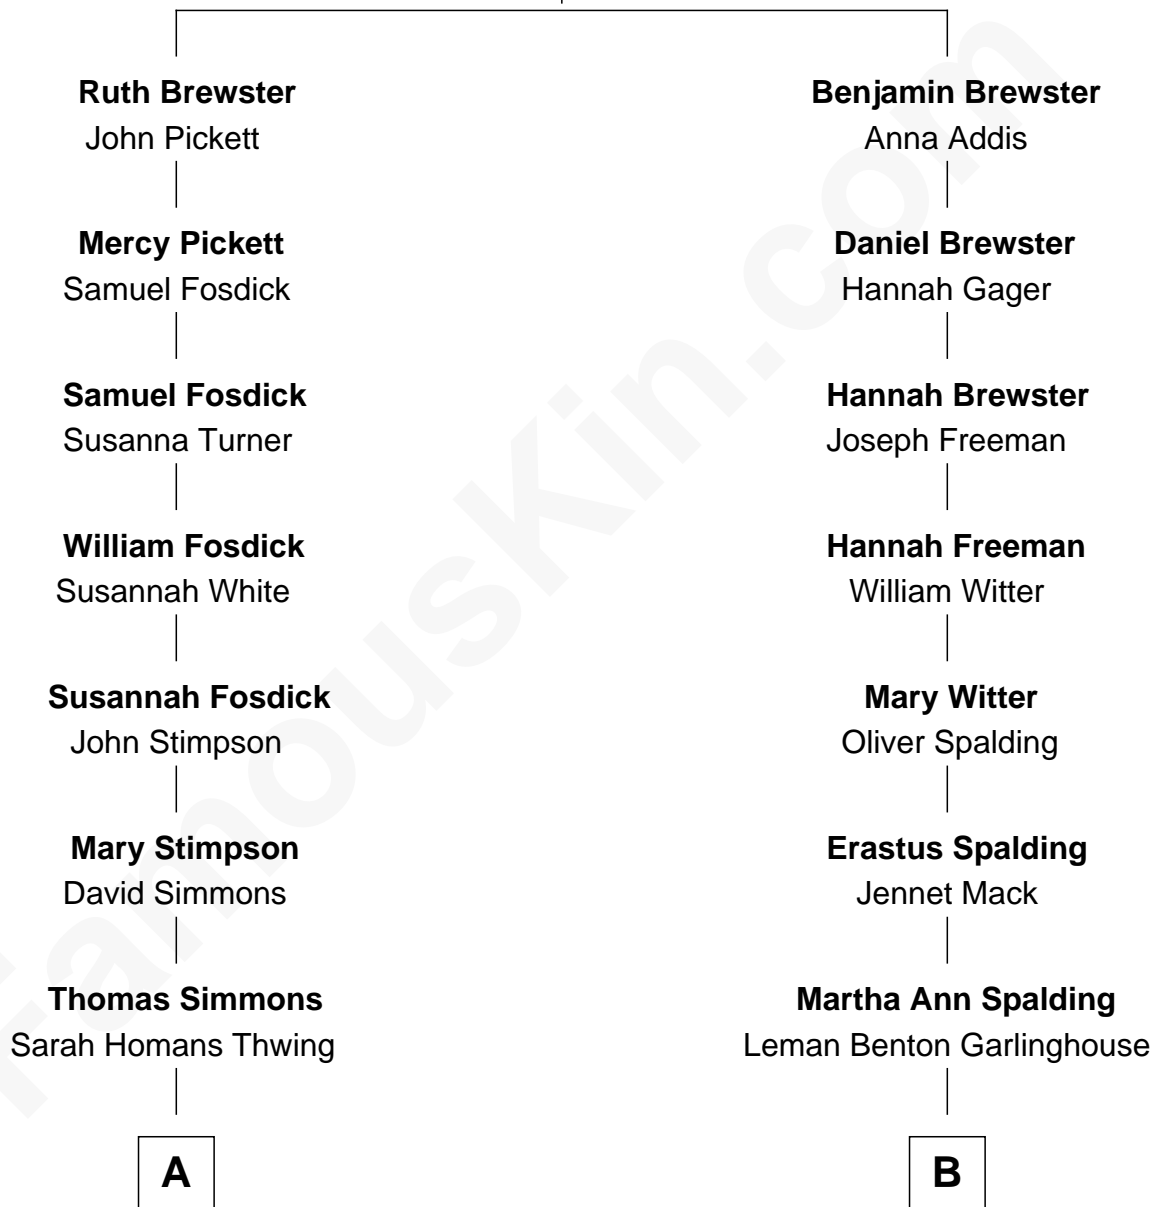 Ruth Brewster
John Pickett
Mercy Pickett
Samuel Fosdick
Samuel Fosdick
Susanna Turner
William Fosdick
Susannah White
Susannah Fosdick
John Stimpson
Mary Stimpson
David Simmons
Thomas Simmons
Sarah Homans Thwing
A
Benjamin Brewster
Anna Addis
Daniel Brewster
Hannah Gager
Hannah Brewster
Joseph Freeman
Hannah Freeman
William Witter
Mary Witter
Oliver Spalding
Erastus Spalding
Jennet Mack
Martha Ann Spalding
Leman Benton Garlinghouse
B
FamousKin.com